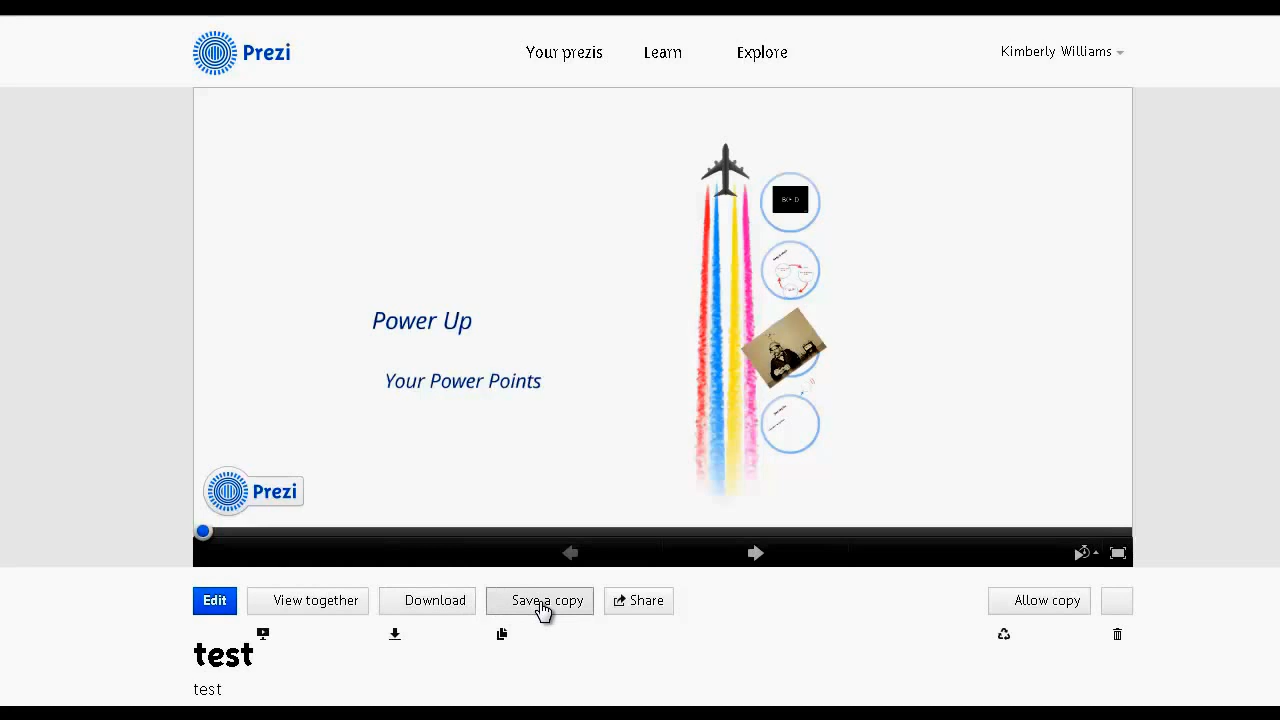 Prezi
Your prezis
Learn
Explore
Kimberly Williams
Power Up
Your Power Points
Prezi
Edit
View together
Download
Save a copy
Share
Allow copy
test
test